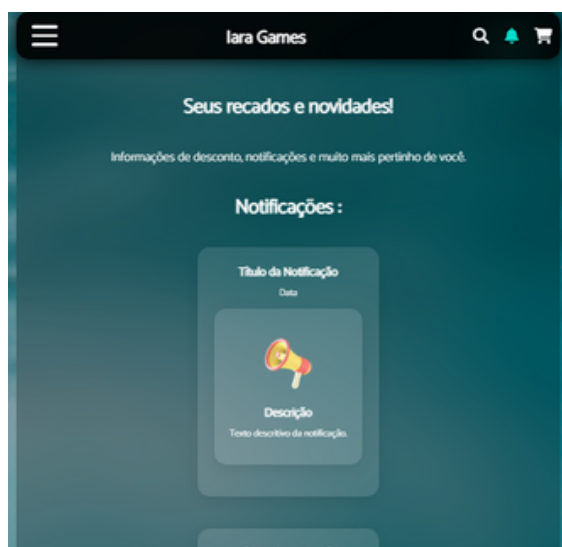 Iara Games
Seus recados e novidades!
Informações de desconto, notificações e muito mais pertinho de você.
Notificações :
Título da Notificação
Data
Descrição
Texto descritivo da notificação.